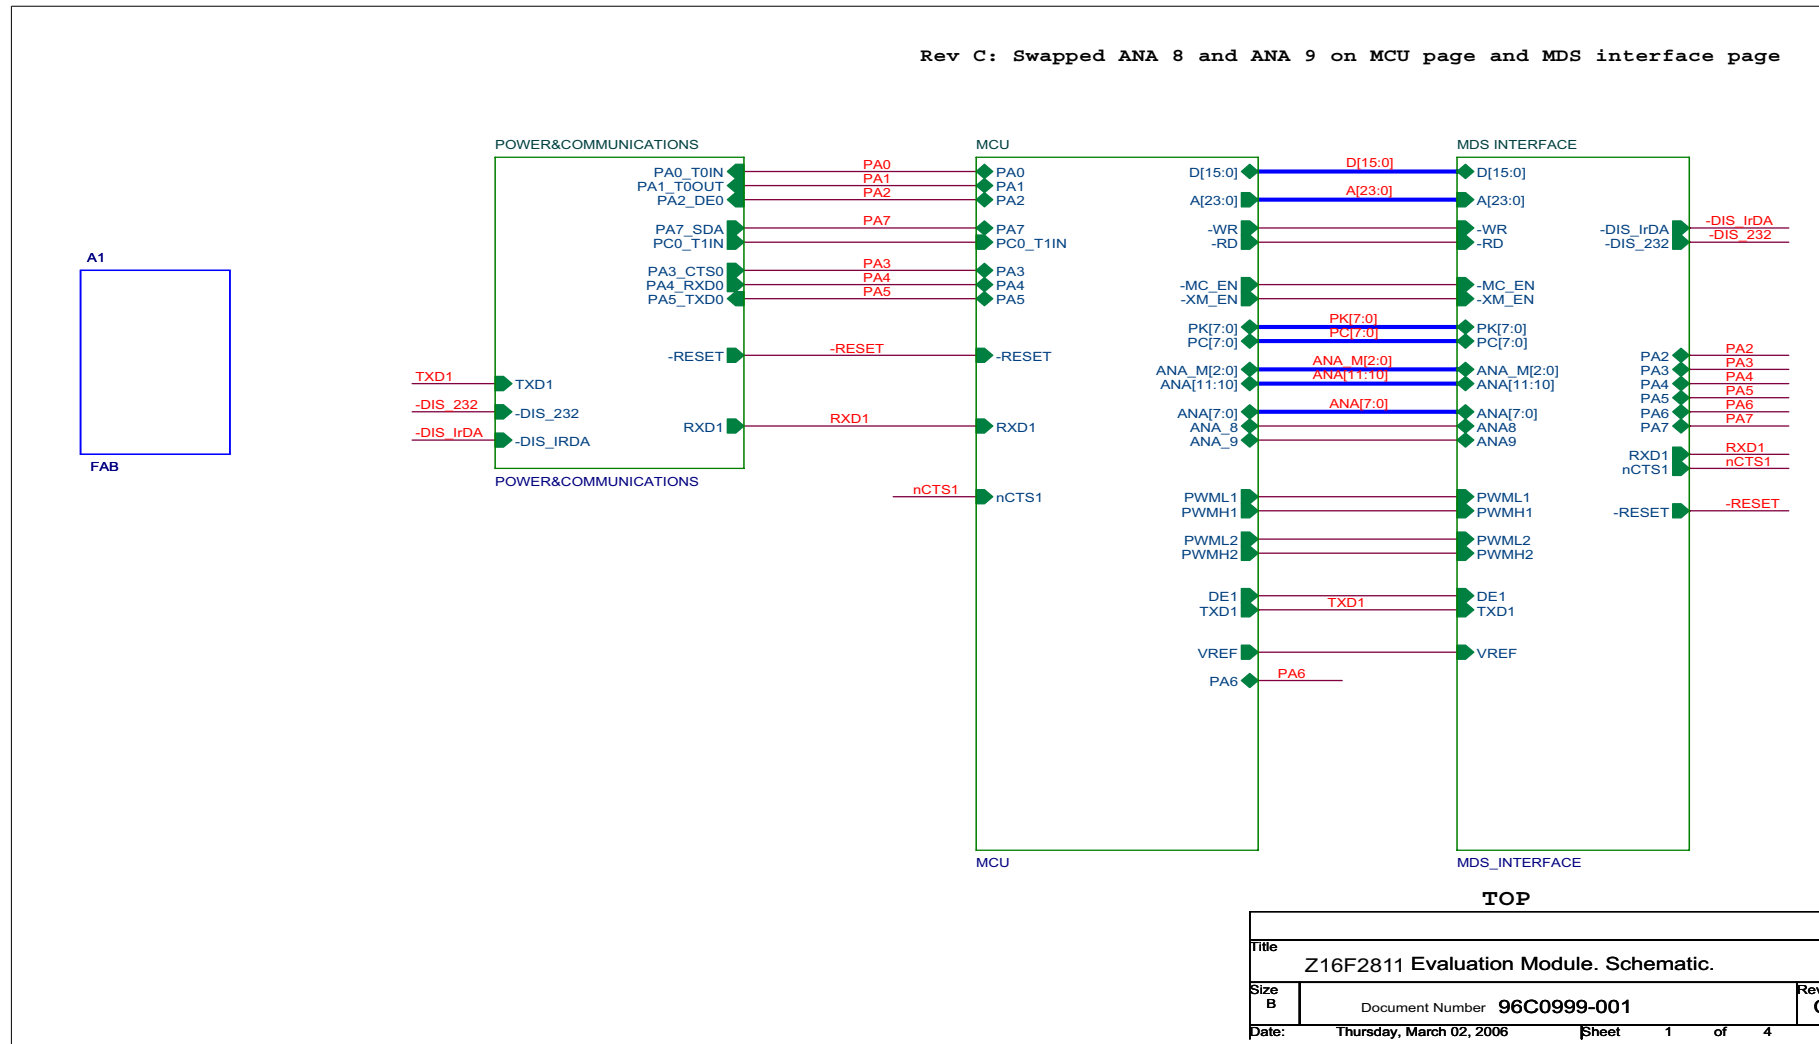 Rev C: Swapped ANA 8 and ANA 9 on MCU page and MDS interface page
A1
FAB
POWER&COMMUNICATIONS
PA0_T0IN
PA1_T0OUT
PA2_DE0
PA7_SDA
PC0_T1IN
PA3_CTS0
PA4_RXD0
PA5_TXD0
-RESET
RXD1
TXD1
-DIS_232
-DIS_IrDA
TXD1
-DIS_232
-DIS_IRDA
POWER&COMMUNICATIONS
PA0
PA1
PA2
PA7
PA3
PA4
PA5
-RESET
RXD1
nCTS1
MCU
PA0
PA1
PA2
PA7
PC0_T1IN
PA3
PA4
PA5
-RESET
RXD1
nCTS1
D[15:0]
A[23:0]
-WR
-RD
-MC_EN
-XM_EN
PK[7:0]
PC[7:0]
ANA_M[2:0]
ANA[11:10]
ANA[7:0]
ANA_8
ANA_9
PWML1
PWMH1
PWML2
PWMH2
DE1
TXD1
VREF
PA6
MCU
D[15:0]
A[23:0]
PK[7:0]
PC[7:0]
ANA_M[2:0]
ANA[11:10]
ANA[7:0]
TXD1
PA6
MDS INTERFACE
D[15:0]
A[23:0]
-WR
-RD
-MC_EN
-XM_EN
PK[7:0]
PC[7:0]
ANA_M[2:0]
ANA[11:10]
ANA[7:0]
ANA8
ANA9
PWML1
PWMH1
PWML2
PWMH2
DE1
TXD1
VREF
-DIS_IrDA
-DIS_232
PA2
PA3
PA4
PA5
PA6
PA7
RXD1
nCTS1
-RESET
MDS_INTERFACE
-DIS_IrDA
-DIS_232
PA2
PA3
PA4
PA5
PA6
PA7
RXD1
nCTS1
-RESET
TOP
Title
Z16F2811 Evaluation Module. Schematic.
Size
B
Document Number 96C0999-001
Rev
Date: Thursday, March 02, 2006 Sheet 1 of 4